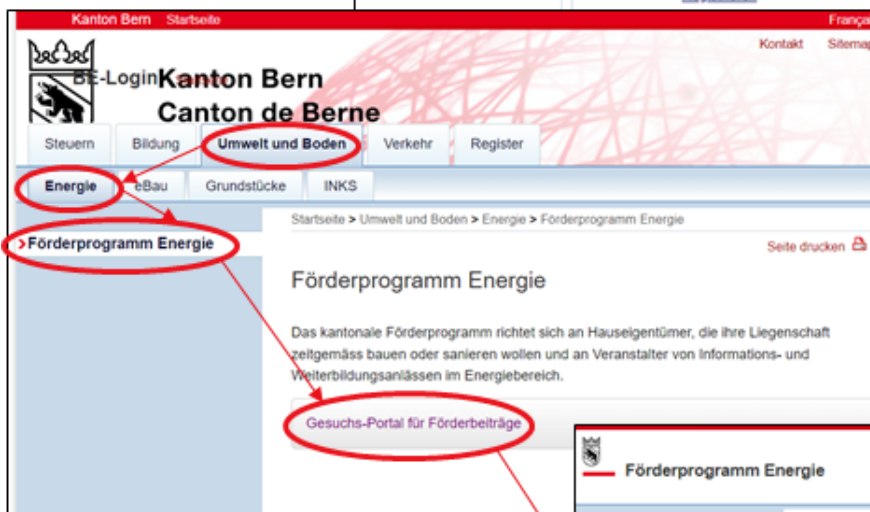 Kanton Bern Startseite
Kontakt
BE-Login
Kanton Bern
Canton de Berne
Steuern Bildung Umwelt und Boden Verkehr Register
Energie eBau Grundstücke INKS
Startseite > Umwelt und Boden > Energie > Förderprogramm Energie
Förderprogramm Energie
Seite drucken
Förderprogramm Energie
Das kantonale Förderprogramm richtet sich an Hauseigentümer, die ihre Liegenschaft
zeitgemäss bauen oder sanieren wollen und an Veranstalter von Informations- und
Weiterbildungsanlässen im Energiebereich.
Gesuchs-Portal für Förderbeiträge
Förderprogramm Energie